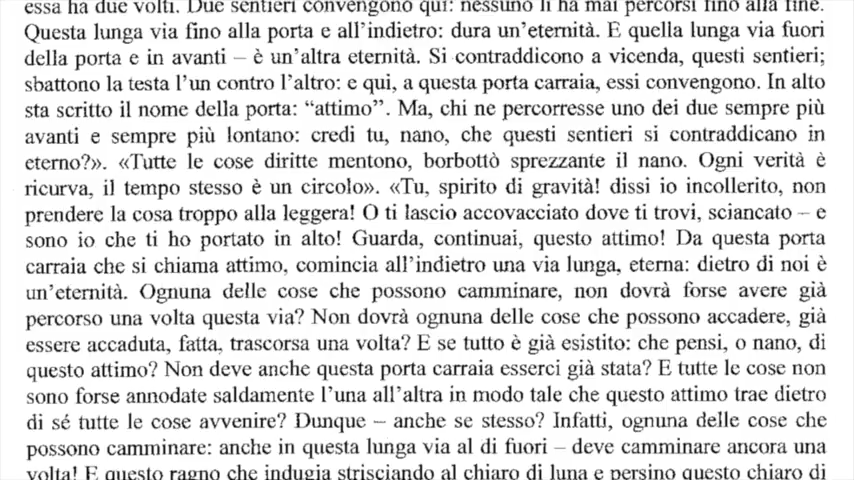 essa ha due volti. Due sentieri convengono qui: nessuno li ha mai percorsi fino alla fine.
Questa lunga via fino alla porta e all'indietro: dura un'eternità. E quella lunga via fuori
della porta e in avanti – è un'altra eternità. Si contraddicono a vicenda, questi sentieri;
sbattono la testa l'un contro l'altro: e qui, a questa porta carraia, essi convengono. In alto
sta scritto il nome della porta: “attimo”. Ma, chi ne percorresse uno dei due sempre più
avanti e sempre più lontano: credi tu, nano, che questi sentieri si contraddicano in
eterno?». «Tutte le cose diritte mentono, borbottò sprezzante il nano. Ogni verità è
ricurva, il tempo stesso è un circolo». «Tu, spirito di gravità! dissi io incollerito, non
prendere la cosa troppo alla leggera! O ti lascio accovacciato dove ti trovi, sciancato – e
sono io che ti ho portato in alto! Guarda, continuai, questo attimo! Da questa porta
carraia che si chiama attimo, comincia all'indietro una via lunga, eterna: dietro di noi è
un'eternità. Ognuna delle cose che possono camminare, non dovrà forse avere già
percorso una volta questa via? Non dovrà ognuna delle cose che possono accadere, già
essere accaduta, fatta, trascorsa una volta? E se tutto è già esistito: che pensi, o nano, di
questo attimo? Non deve anche questa porta carraia esserci già stata? E tutte le cose non
sono forse annodate saldamente l'una all'altra in modo tale che questo attimo trae dietro
di sé tutte le cose avvenire? Dunque – anche se stesso? Infatti, ognuna delle cose che
possono camminare: anche in questa lunga via al di fuori – deve camminare ancora una
volta! E questo ragno che indugia strisciando al chiaro di luna e persino questo chiaro di